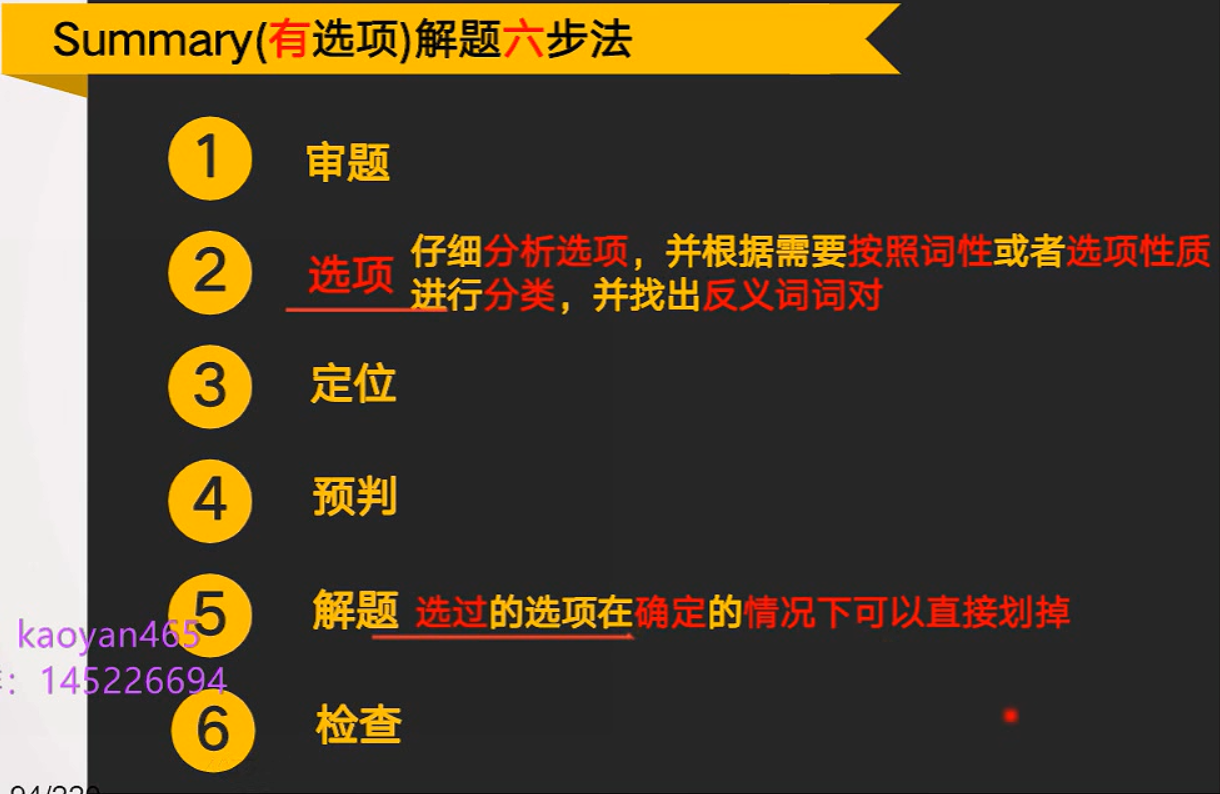 Summary(有选项)解题六步法
1 审题
2 选项 仔细分析选项，并根据需要按照词性或者选项性质
进行分类，并找出反义词词对
3 定位
4 预判
5 解题 选过的选项在确定的情况下可以直接划掉
kaoyan465
：145226694
6 检查